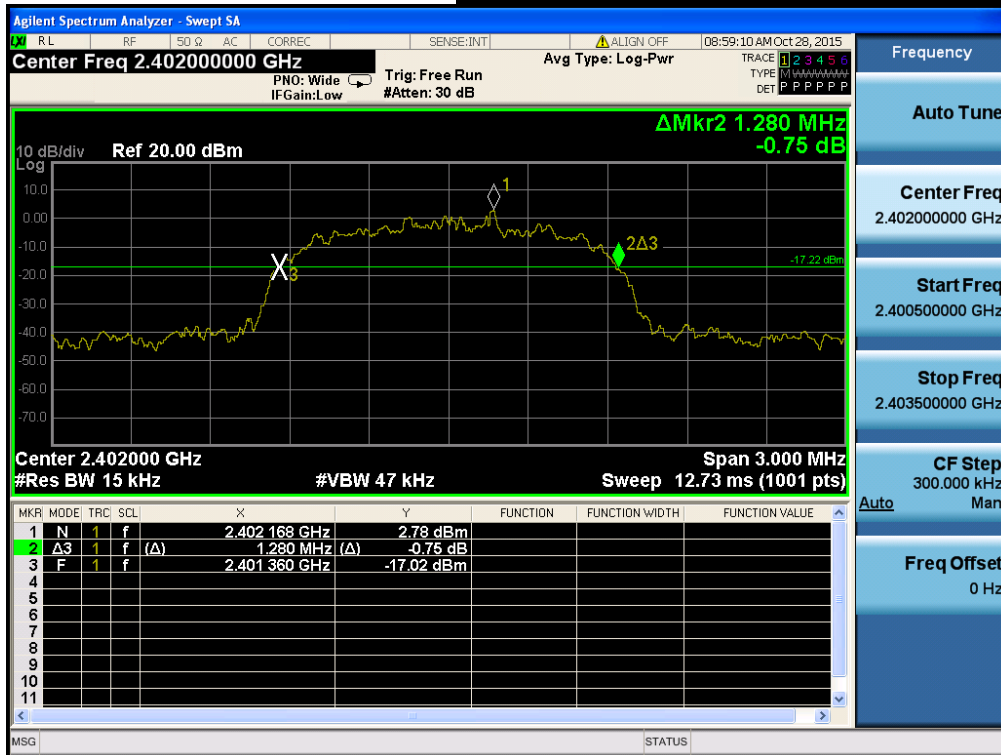 Agilent Spectrum Analyzer - Swept SA
LXI RL RF 50 Ω AC CORREC SENSE:INT ALIGN OFF 08:59:10 AM Oct 28, 2015
Center Freq 2.402000000 GHz
PNO: Wide
IFGain:Low
Trig: Free Run
#Atten: 30 dB
Avg Type: Log-Pwr
TRACE 1 2 3 4 5 6
TYPE M
DET P P P P P P
ΔMkr2 1.280 MHz
-0.75 dB
10 dB/div Ref 20.00 dBm
Log
10.0
0.00
-10.0
-20.0
-30.0
-40.0
-50.0
-60.0
-70.0
1
2Δ3
X3
-17.22 dBm
Center 2.402000 GHz Span 3.000 MHz
#Res BW 15 kHz #VBW 47 kHz Sweep 12.73 ms (1001 pts)
MKR MODE TRC SCL X Y FUNCTION FUNCTION WIDTH FUNCTION VALUE
1 N 1 f 2.402 168 GHz 2.78 dBm
2 Δ3 1 f (Δ) 1.280 MHz (Δ) -0.75 dB
3 F 1 f 2.401 360 GHz -17.02 dBm
4
5
6
7
8
9
10
11
MSG STATUS
Frequency
Auto Tune
Center Freq
2.402000000 GHz
Start Freq
2.400500000 GHz
Stop Freq
2.403500000 GHz
CF Step
300.000 kHz
Auto Man
Freq Offset
0 Hz